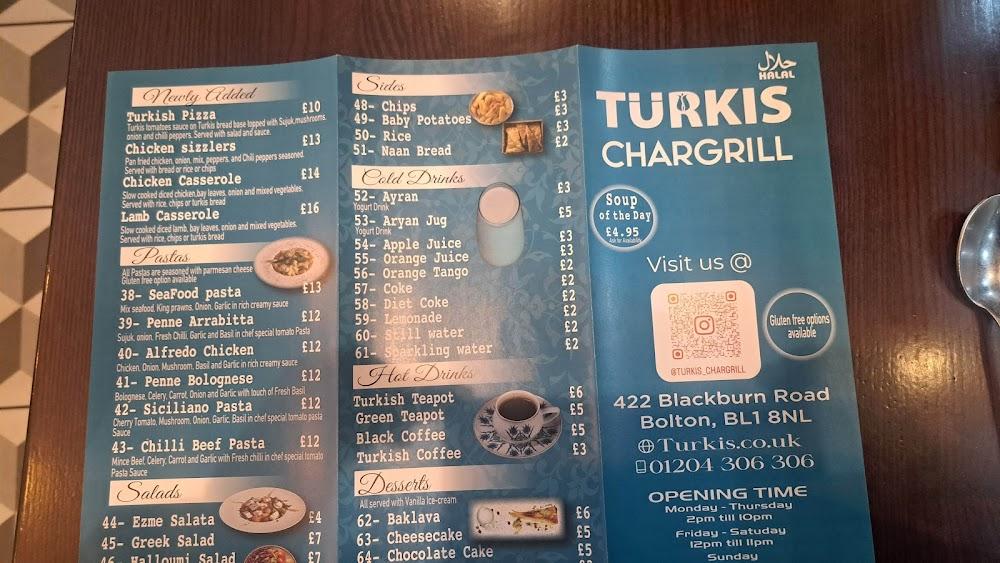 Newly Added
Turkish Pizza £10
Turkis tomatoes sauce on Turkis bread base topped with Sujuk,mushrooms.
onion and chilli peppers. Served with salad and sauce.
Chicken sizzlers £13
Pan fried chicken, onion, mix, peppers, and Chili peppers seasoned.
Served with bread or rice or chips
Chicken Casserole £14
Slow cooked diced chicken,bay leaves, onion and mixed vegetables.
Served with rice, chips or turkis bread
Lamb Casserole £16
Slow cooked diced lamb, bay leaves, onion and mixed vegetables.
Served with rice, chips or turkis bread
Pastas
All Pastas are seasoned with parmesan cheese
Gluten free option available
38- SeaFood pasta £13
Mix seafood, King prawns, Onion, Garlic in rich creamy sauce
39- Penne Arrabitta £12
Sujuk, onion, Fresh Chilli, Garlic and Basil in chef special tomato Pasta
40- Alfredo Chicken £12
Chicken, Onion, Mushroom, Basil and Garlic in rich creamy sauce
41- Penne Bolognese £12
Bolognese, Celery, Carrot, Onion and Garlic with touch of Fresh Basil
42- Siciliano Pasta £12
Cherry Tomato, Mushroom, Onion, Garlic, Basil in chef special tomato pasta
Sauce
43- Chilli Beef Pasta £12
Mince Beef, Celery, Carrot and Garlic with Fresh chilli in chef special tomato
Pasta Sauce
Salads
44- Ezme Salata £4
45- Greek Salad £7
46- Halloumi Salad £7
Sides
48- Chips £3
49- Baby Potatoes £3
50- Rice £3
51- Naan Bread £2
Cold Drinks
52- Ayran £3
Yogurt Drink
53- Aryan Jug £5
Yogurt Drink
54- Apple Juice £3
55- Orange Juice £3
56- Orange Tango £2
57- Coke £2
58- Diet Coke £2
59- Lemonade £2
60- Still water £2
61- Sparkling water £2
Hot Drinks
Turkish Teapot £6
Green Teapot £5
Black Coffee £5
Turkish Coffee £3
Desserts
All served with Vanilla Ice-cream
62- Baklava £6
63- Cheesecake £5
64- Chocolate Cake £5
حلال
HALAL
TURKIS
CHARGRILL
Soup
of the Day
£4.95
Ask for Availability
Visit us @
@TURKIS_CHARGRILL
Gluten free options
available
422 Blackburn Road
Bolton, BL1 8NL
Turkis.co.uk
01204 306 306
OPENING TIME
Monday - Thursday
2pm till 10pm
Friday - Satuday
12pm till 11pm
Sunday